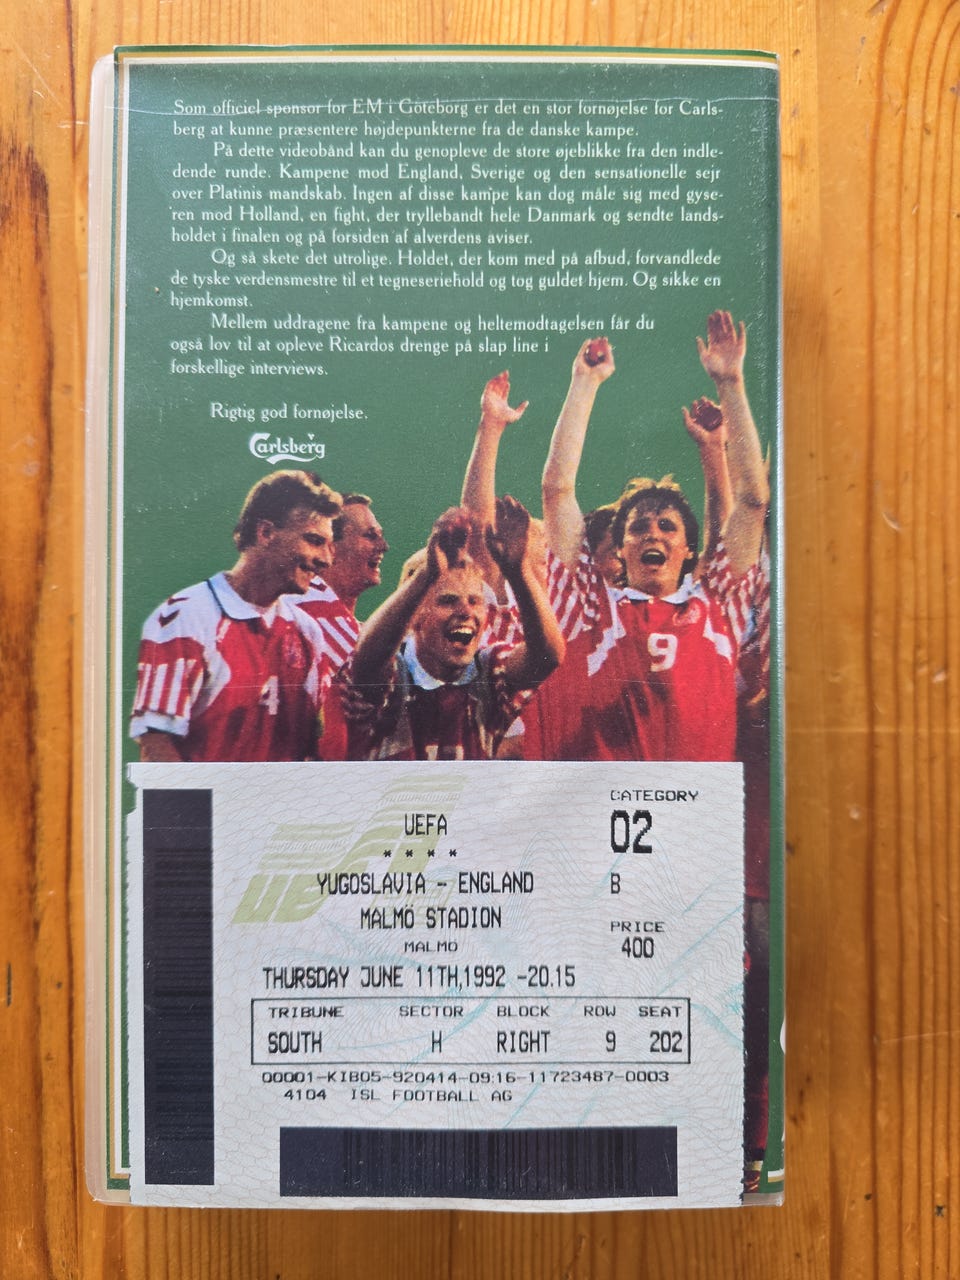 Som officiel sponsor for EM i Göteborg er det en stor fornøjelse for Carls-
berg at kunne præsentere højdepunkterne fra de danske kampe.
På dette videobånd kan du genopleve de store øjeblikke fra den indle-
dende runde. Kampene mod England, Sverige og den sensationelle sejr
over Platinis mandskab. Ingen af disse kampe kan dog måle sig med gyse-
ren mod Holland, en fight, der tryllebandt hele Danmark og sendte lands-
holdet i finalen og på forsiden af alverdens aviser.
Og så skete det utrolige. Holdet, der kom med på afbud, forvandlede
de tyske verdensmestre til et tegneseriehold og tog guldet hjem. Og sikke en
hjemkomst.
Mellem uddragene fra kampene og heltemodtagelsen får du
også lov til at opleve Ricardos drenge på slap line i
forskellige interviews.
Rigtig god fornøjelse.
Carlsberg
4
9
UEFA
* * * *
YUGOSLAVIA - ENGLAND
MALMÖ STADION
MALMÖ
THURSDAY JUNE 11TH,1992 -20.15
CATEGORY
02
B
PRICE
400
TRIBUNE SECTOR BLOCK ROW SEAT
SOUTH H RIGHT 9 202
00001-KIB05-920414-09:16-11723487-0003
4104 ISL FOOTBALL AG